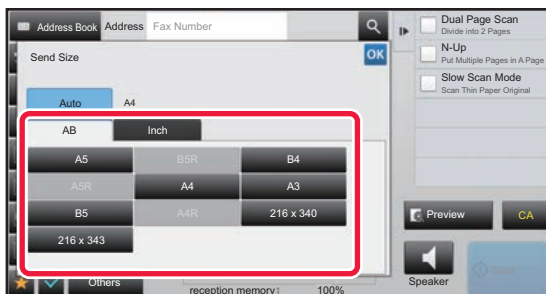 Address Book Address Fax Number
Send Size
OK
Auto A4
AB Inch
A5 B5R B4
A5R A4 A3
B5 A4R 216 x 340
216 x 343
Others
reception memory: 100%
Dual Page Scan
Divide into 2 Pages
N-Up
Put Multiple Pages in A Page
Slow Scan Mode
Scan Thin Paper Original
Preview CA
Speaker Start